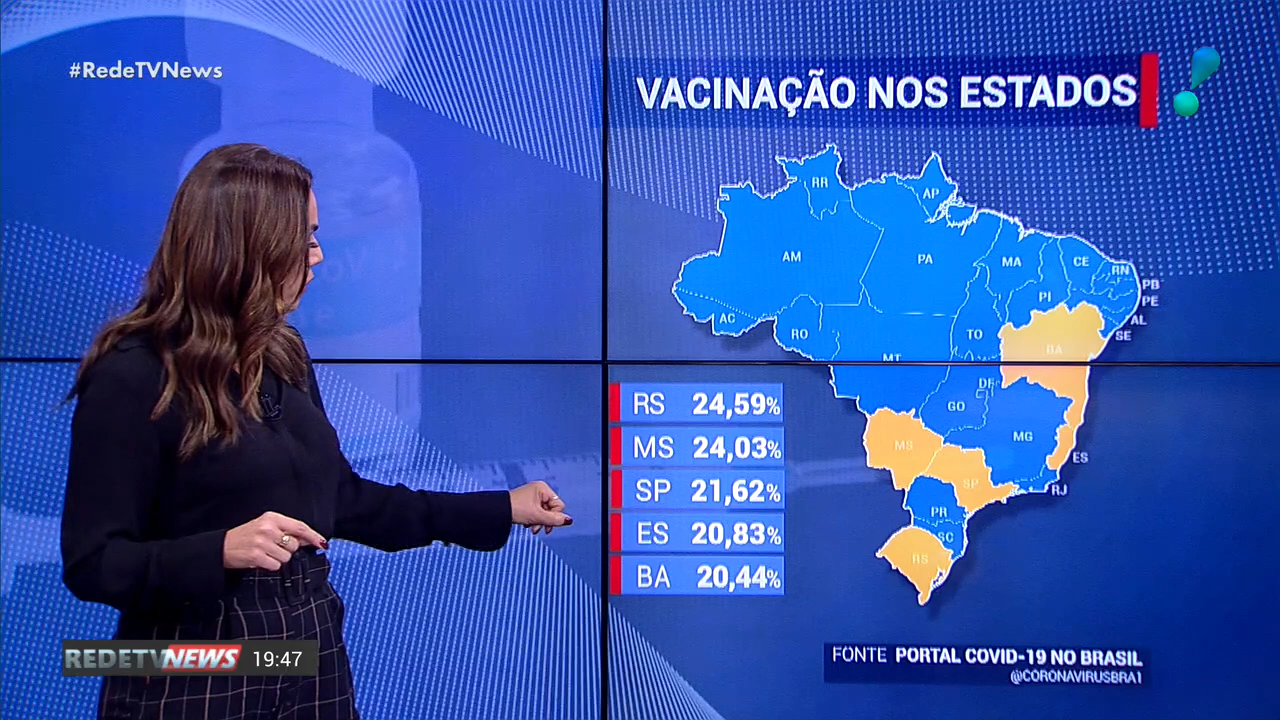 #RedeTVNews
VACINAÇÃO NOS ESTADOS
RR
AP
AM
PA
MA
CE
RN
PB
PE
PI
AL
SE
AC
RO
TO
BA
MT
DF
GO
MG
MS
ES
SP
RJ
PR
SC
RS
RS 24,59%
MS 24,03%
SP 21,62%
ES 20,83%
BA 20,44%
FONTE PORTAL COVID-19 NO BRASIL
@CORONAVIRUSBRA1
REDETV NEWS 19:47